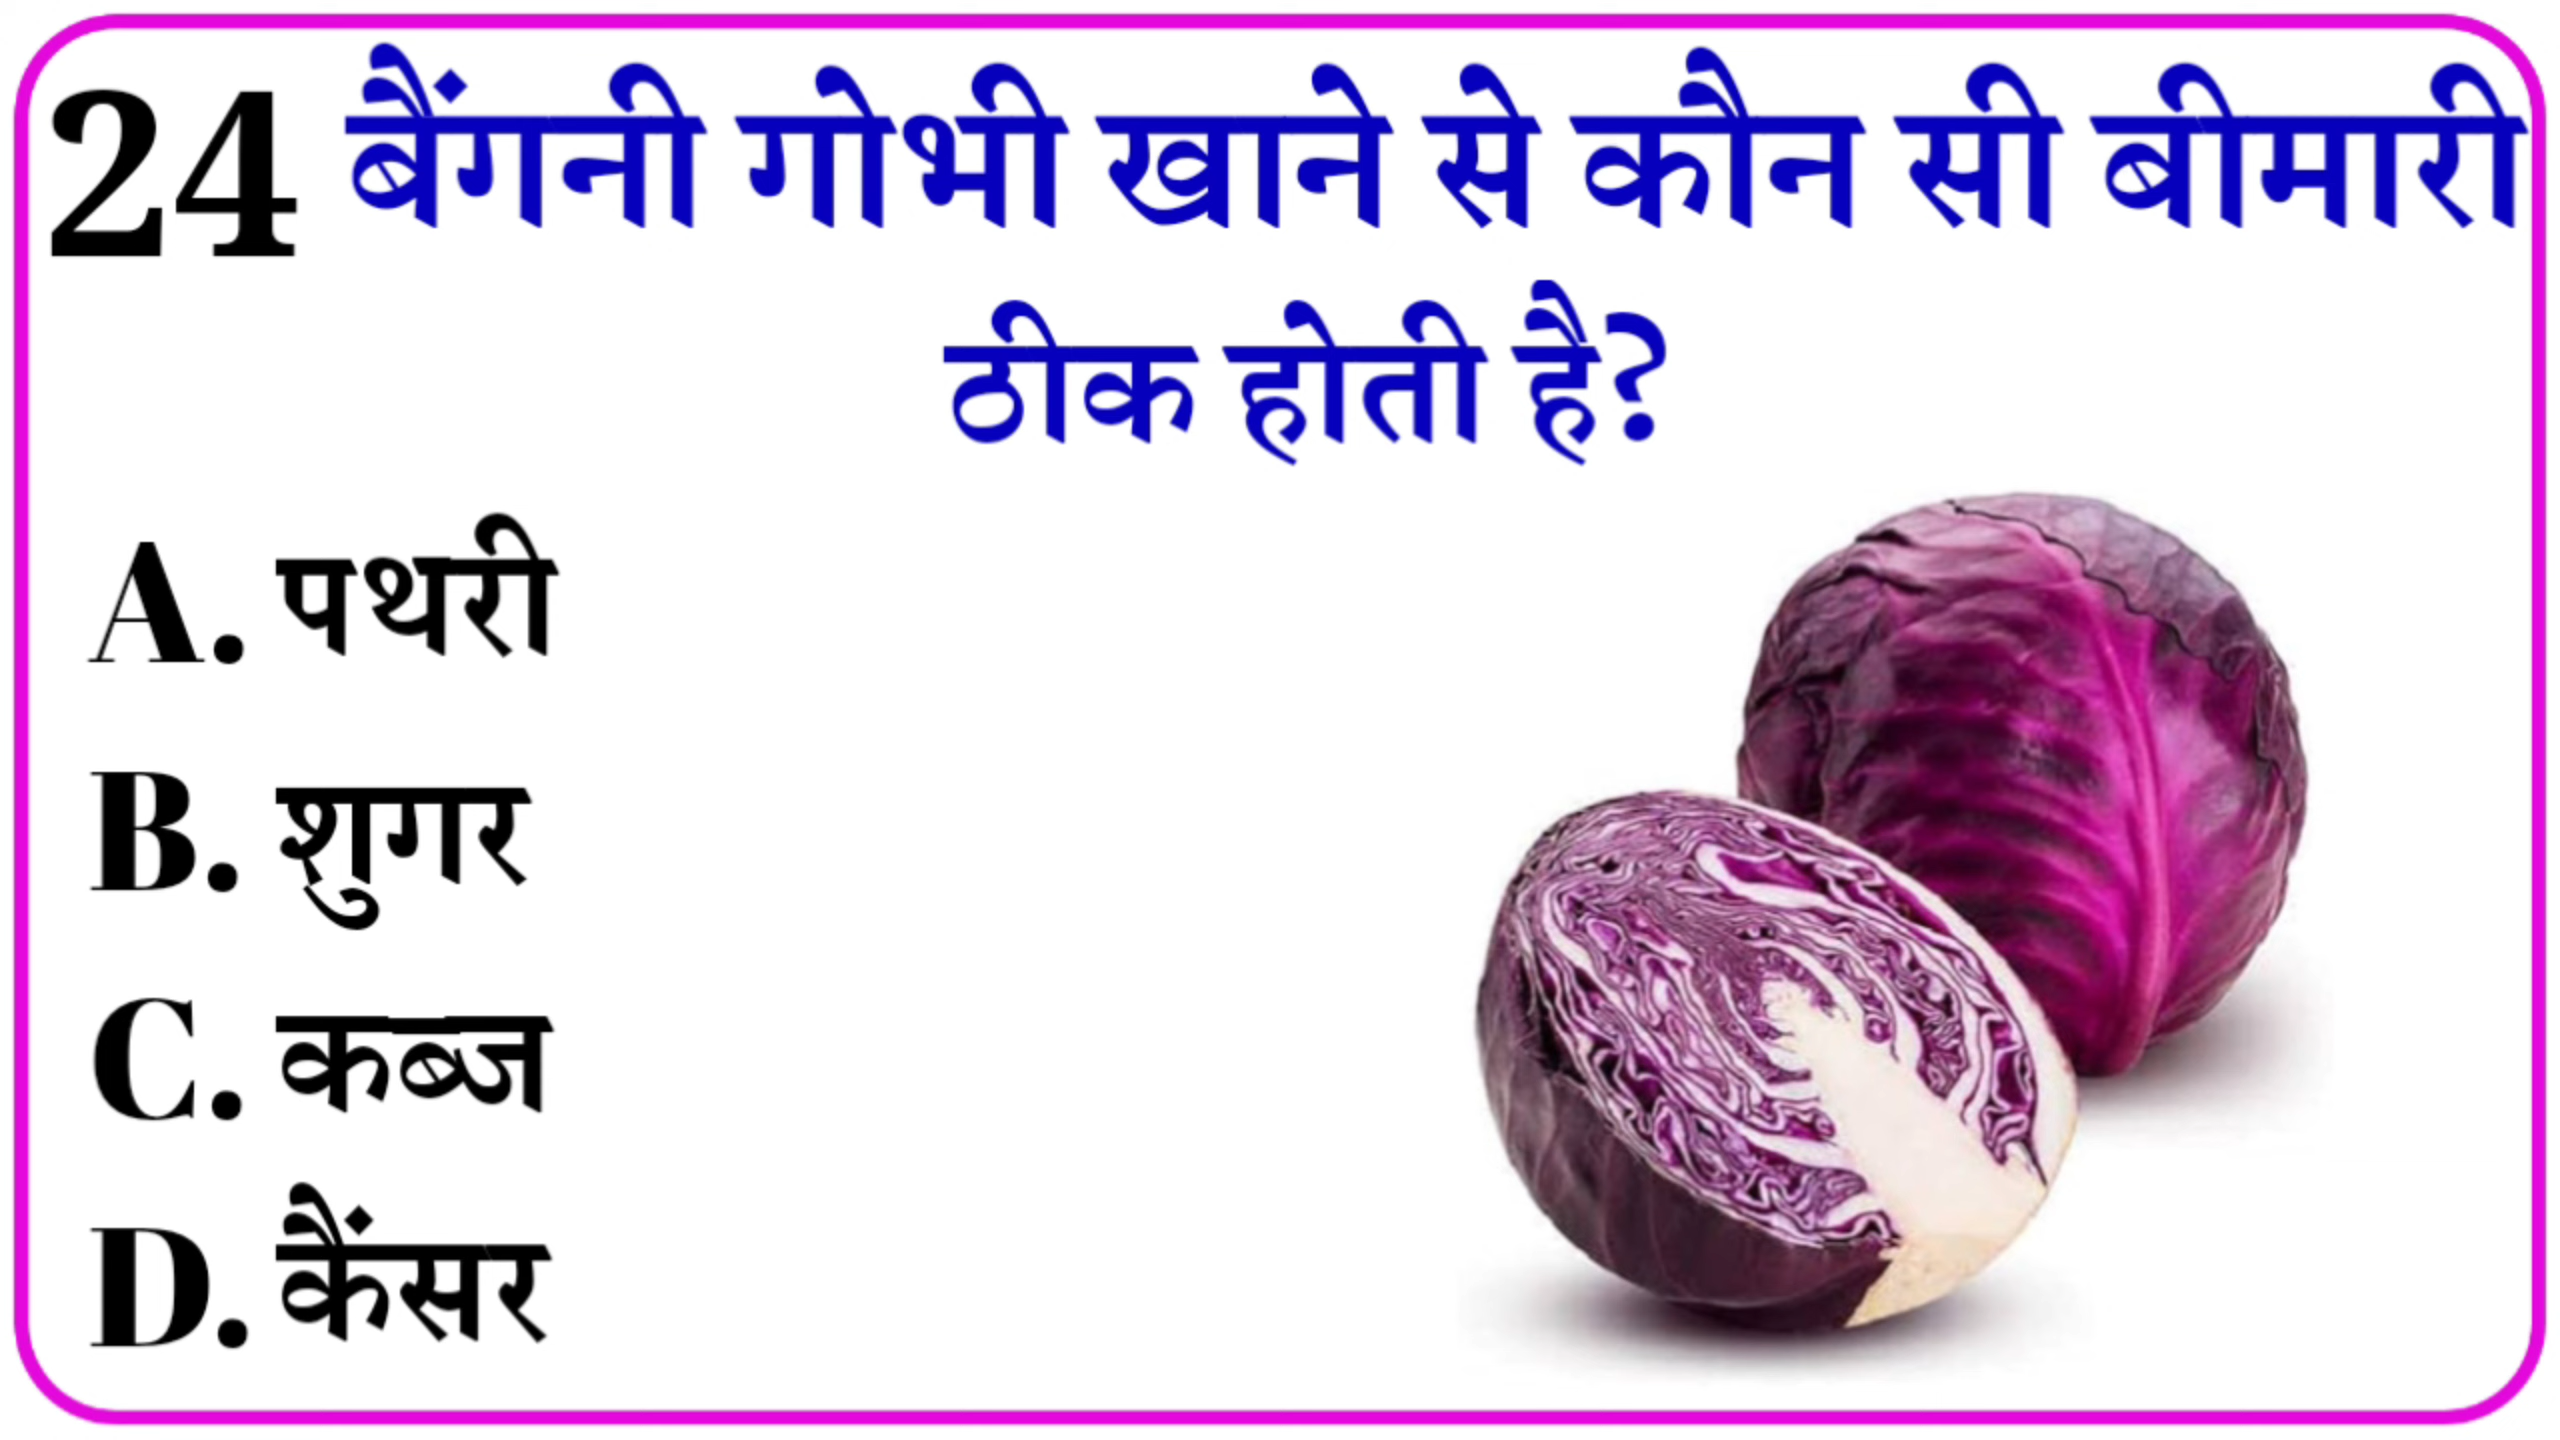 24 बैंगनी गोभी खाने से कौन सी बीमारी
ठीक होती है?
A. पथरी
B. शुगर
C. कब्ज
D. कैंसर